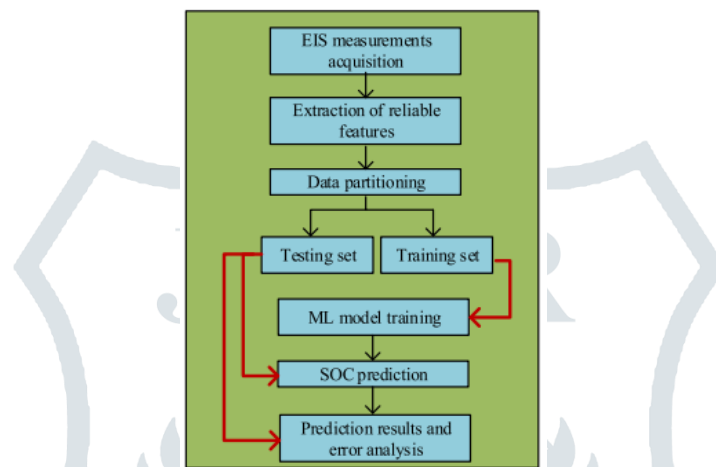 EIS measurements
acquisition
Extraction of reliable
features
Data partitioning
Testing set
Training set
ML model training
SOC prediction
Prediction results and
error analysis